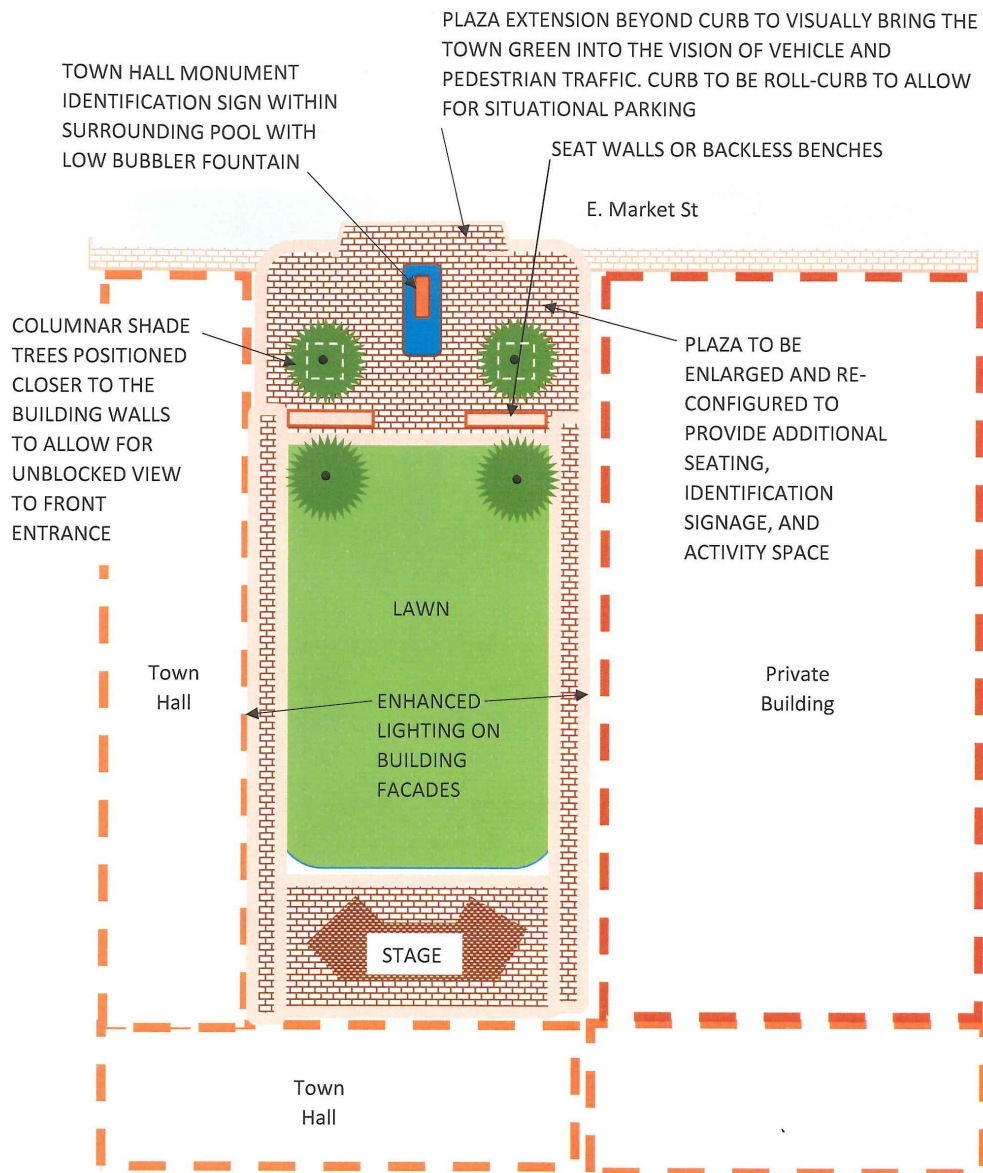 PLAZA EXTENSION BEYOND CURB TO VISUALLY BRING THE
TOWN GREEN INTO THE VISION OF VEHICLE AND
PEDESTRIAN TRAFFIC. CURB TO BE ROLL-CURB TO ALLOW
FOR SITUATIONAL PARKING
TOWN HALL MONUMENT
IDENTIFICATION SIGN WITHIN
SURROUNDING POOL WITH
LOW BUBBLER FOUNTAIN
SEAT WALLS OR BACKLESS BENCHES
E. Market St
COLUMNAR SHADE
TREES POSITIONED
CLOSER TO THE
BUILDING WALLS
TO ALLOW FOR
UNBLOCKED VIEW
TO FRONT
ENTRANCE
PLAZA TO BE
ENLARGED AND RE-
CONFIGURED TO
PROVIDE ADDITIONAL
SEATING,
IDENTIFICATION
SIGNAGE, AND
ACTIVITY SPACE
LAWN
Town
Hall
ENHANCED
LIGHTING ON
BUILDING
FACADES
Private
Building
STAGE
Town
Hall